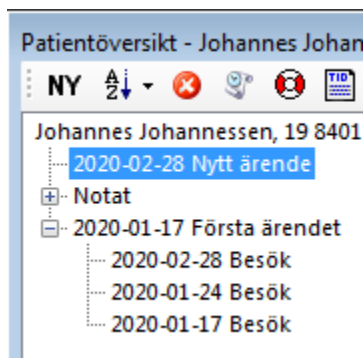 Patientöversikt - Johannes Johan
NY A Z TID
Johannes Johannessen, 19 8401
2020-02-28 Nytt ärende
Notat
2020-01-17 Första ärendet
2020-02-28 Besök
2020-01-24 Besök
2020-01-17 Besök